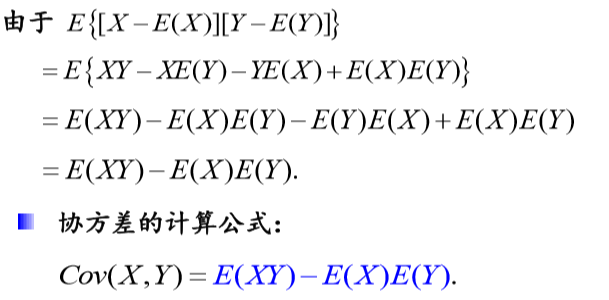 由于 E{[X−E(X)][Y−E(Y)]}
=E{XY−XE(Y)−YE(X)+E(X)E(Y)}
=E(XY)−E(X)E(Y)−E(Y)E(X)+E(X)E(Y)
=E(XY)−E(X)E(Y).
协方差的计算公式：
Cov(X,Y)=E(XY)−E(X)E(Y).